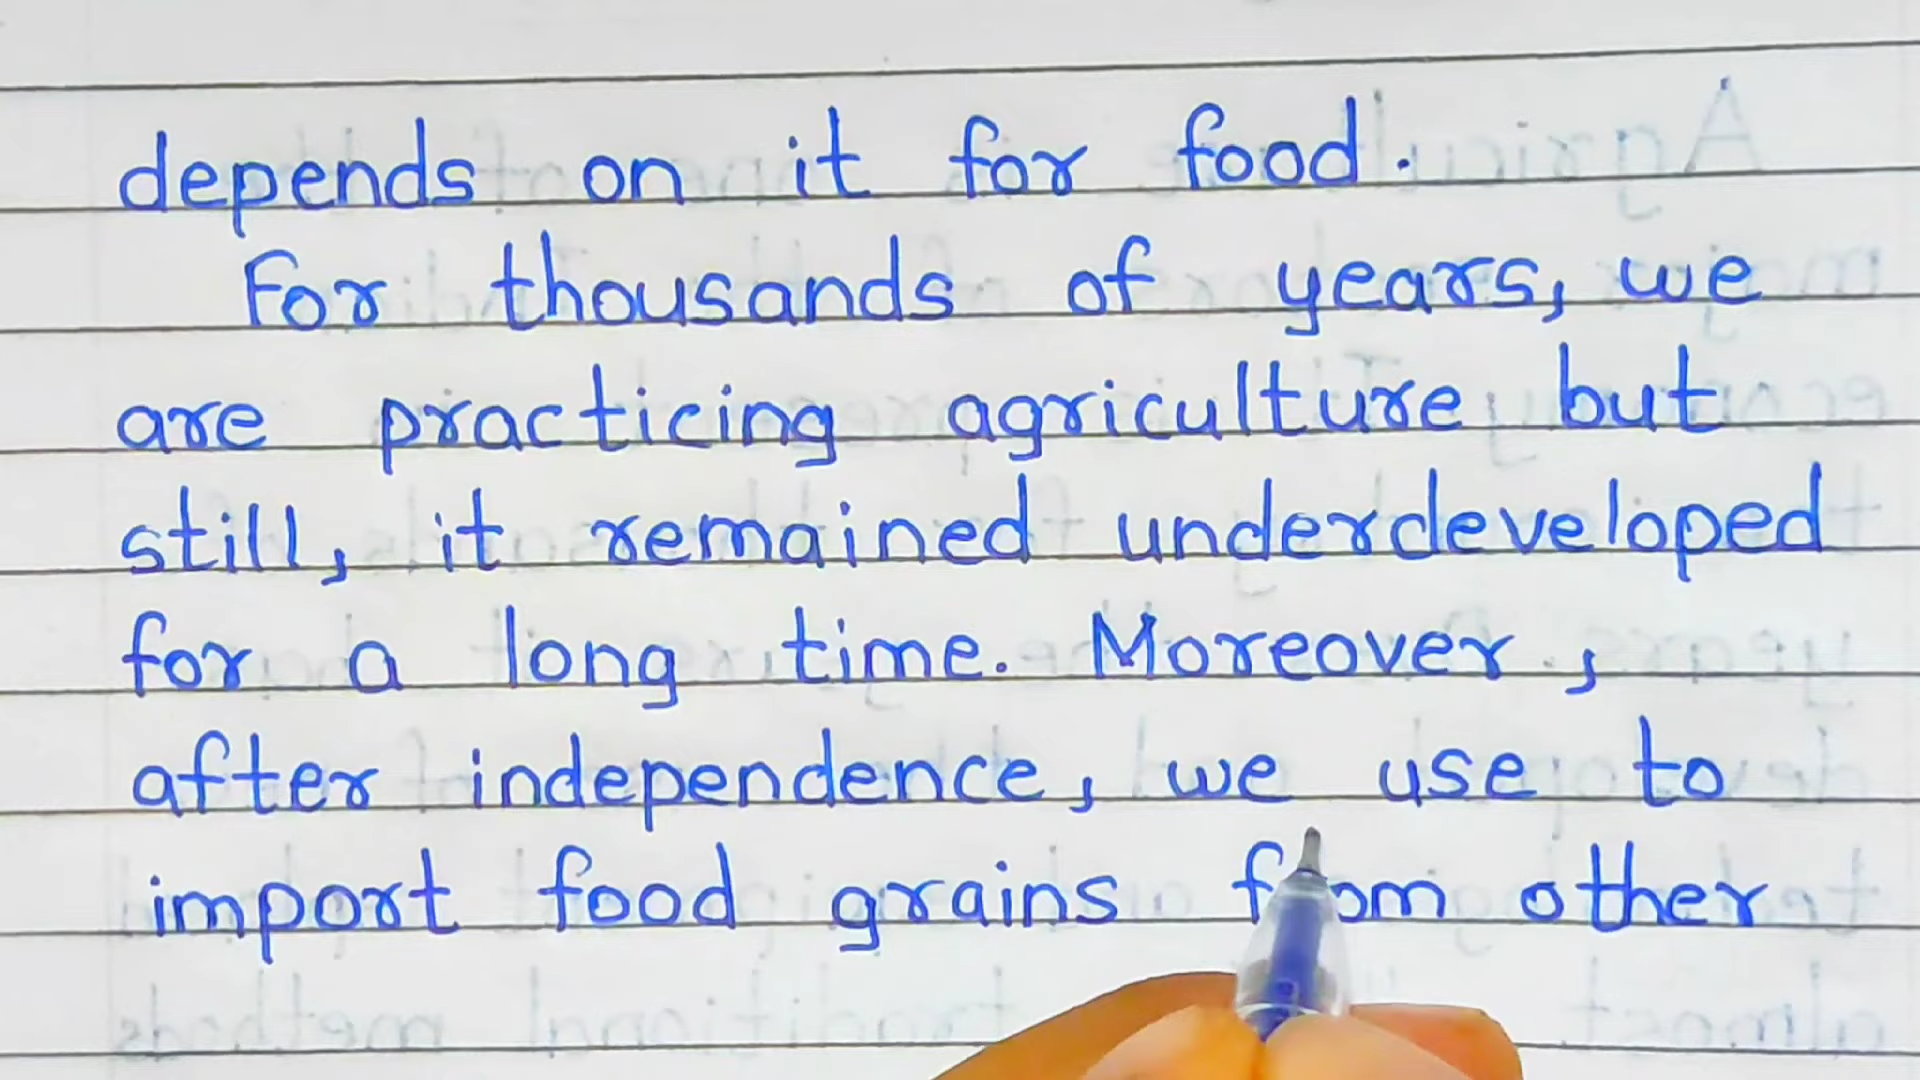 depends on it for food.
For thousands of years, we
are practicing agriculture but
still, it remained underdeveloped
for a long time. Moreover,
after independence, we use to
import food grains from other